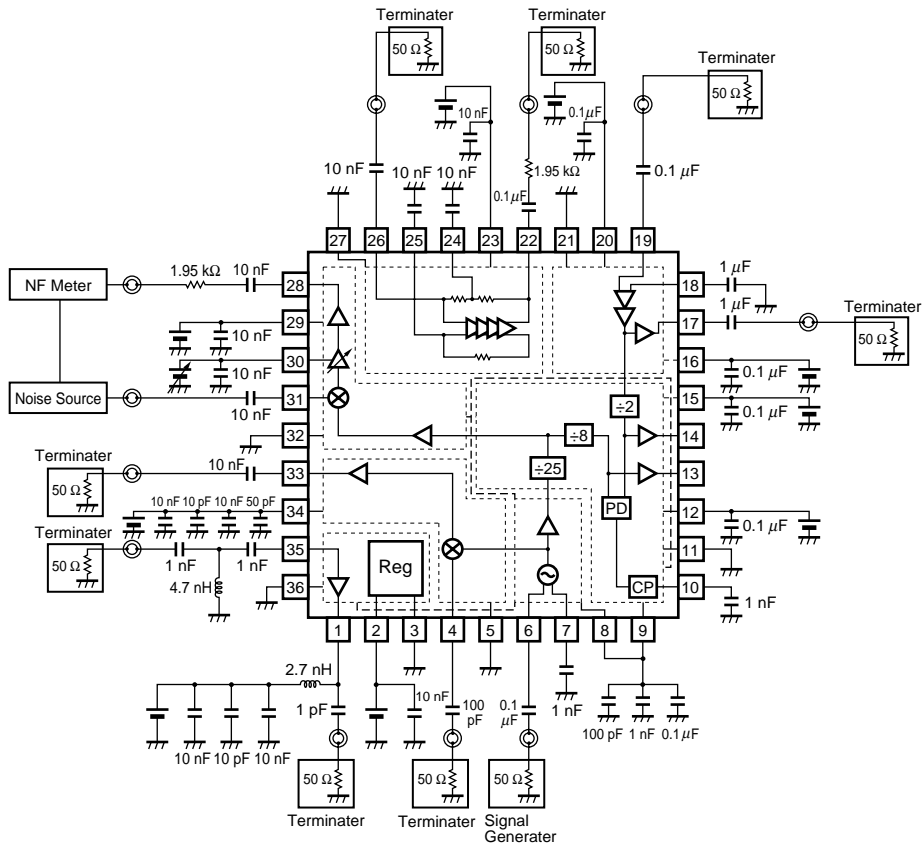 Terminater
50 Ω
Terminater
50 Ω
Terminater
50 Ω
10 nF
0.1 μF
10 nF
10 nF
10 nF
1.95 kΩ
0.1 μF
0.1 μF
27
26
25
24
23
22
21
20
19
NF Meter
1.95 kΩ
10 nF
28
18
1 μF
1 μF
Terminater
50 Ω
29
10 nF
17
30
10 nF
16
0.1 μF
Noise Source
31
10 nF
15
0.1 μF
÷2
32
÷8
14
Terminater
50 Ω
10 nF
33
÷25
13
10 nF
10 pF
10 nF
50 pF
34
PD
12
0.1 μF
Terminater
50 Ω
1 nF
1 nF
35
11
4.7 nH
36
Reg
CP
10
1 nF
1
2
3
4
5
6
7
8
9
2.7 nH
1 pF
10 nF
100 pF
0.1 μF
1 nF
100 pF
1 nF
0.1 μF
10 nF
10 pF
10 nF
50 Ω
50 Ω
50 Ω
Terminater
Terminater
Signal
Generater